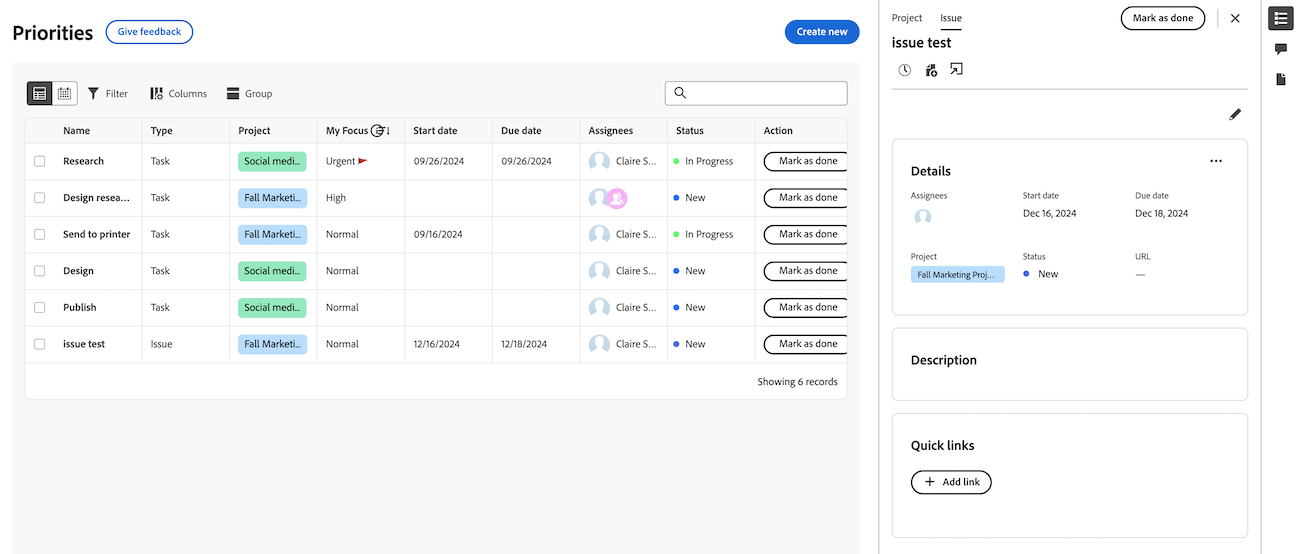 Priorities
Give feedback
Create new
Filter
Columns
Group
Name Type Project My Focus Start date Due date Assignees Status Action
Research Task Social medi... Urgent 09/26/2024 09/26/2024 Claire S... In Progress Mark as done
Design resea... Task Fall Marketi... High New Mark as done
Send to printer Task Fall Marketi... Normal 09/16/2024 Claire S... In Progress Mark as done
Design Task Social medi... Normal Claire S... New Mark as done
Publish Task Social medi... Normal Claire S... New Mark as done
issue test Issue Fall Marketi... Normal 12/16/2024 12/18/2024 Claire S... New Mark as done
Showing 6 records
Project Issue
Mark as done
issue test
Details
Assignees Start date Due date
Dec 16, 2024 Dec 18, 2024
Project Status URL
Fall Marketing Proj... New —
Description
Quick links
+ Add link